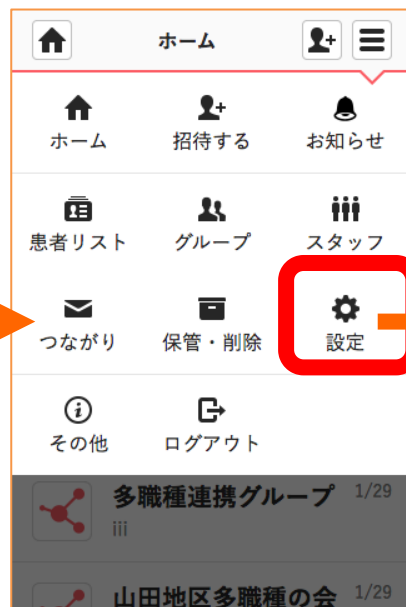 ホーム
ホーム 招待する お知らせ
患者リスト グループ スタッフ
つながり 保管・削除 設定
その他 ログアウト
多職種連携グループ 1/29
iii
山田地区多職種の会 1/29